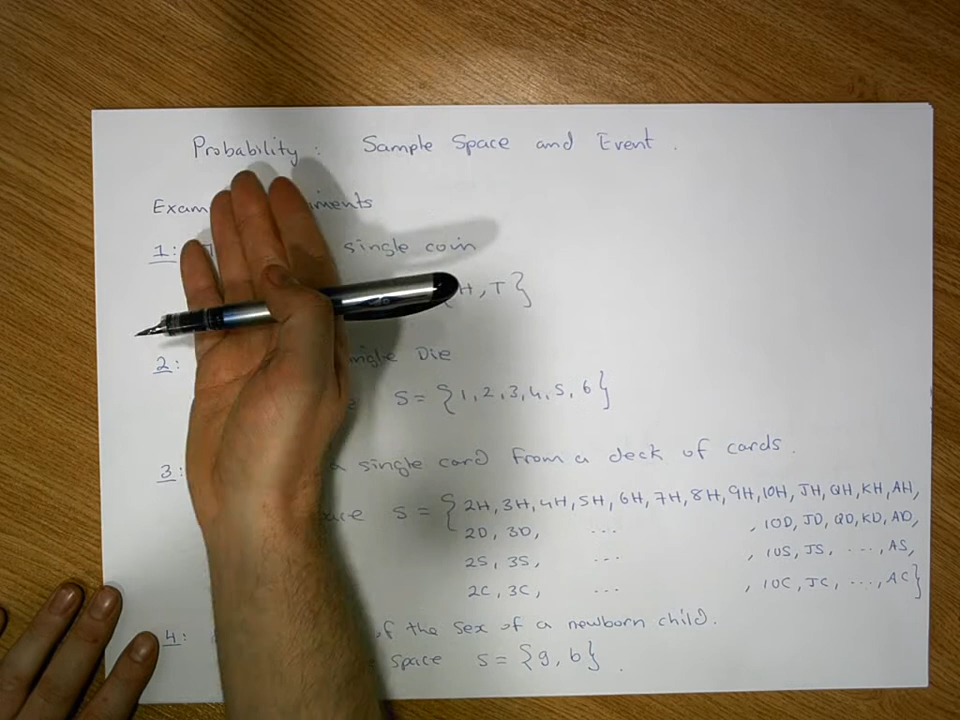 Probability : Sample Space and Event .
Exam iments
1: single coin
H, T }
2: Die
S = { 1, 2, 3, 4, 5, 6 }
3: a single card from a deck of cards .
S = { 2H, 3H, 4H, 5H, 6H, 7H, 8H, 9H, 10H, JH, QH, KH, AH,
2D, 3D, ... , 10D, JD, QD, KD, AD,
2S, 3S, ... , 10S, JS, ..., AS,
2C, 3C, ... , 10C, JC, ..., AC }
4: of the sex of a newborn child.
space S = { g, b } .